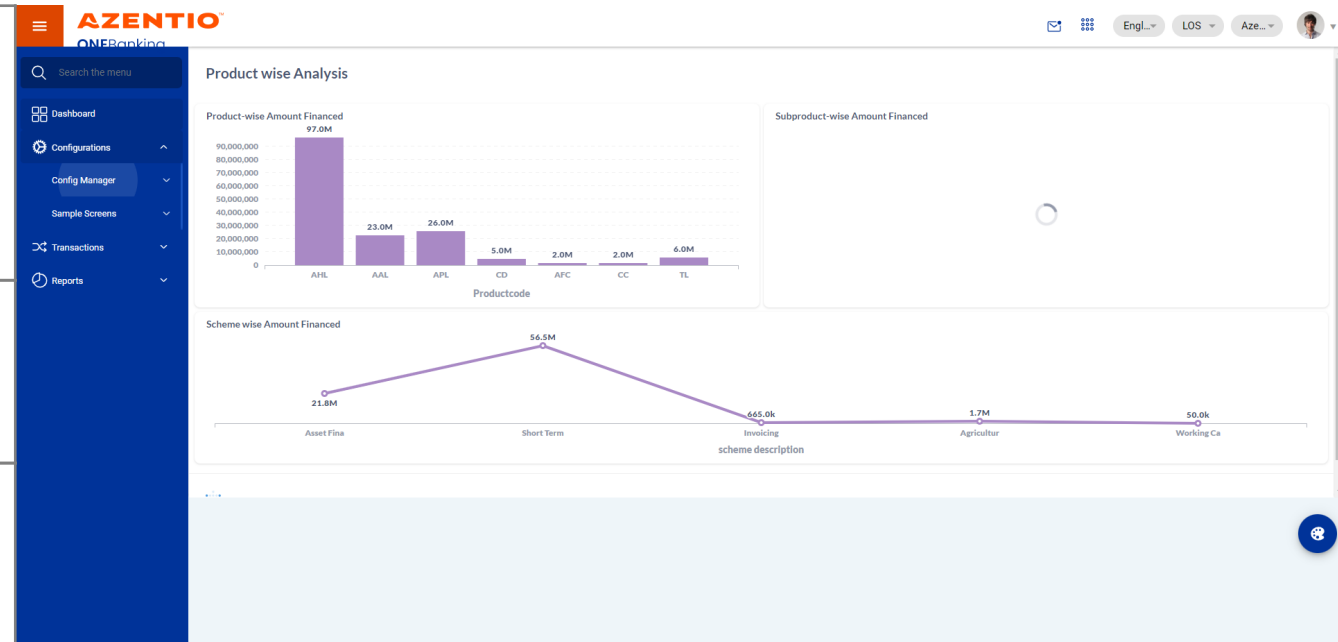 AZENTIO™
ONEBanking
Engl...
LOS
Aze...
Search the menu
Dashboard
Configurations
Config Manager
Sample Screens
Transactions
Reports
Product wise Analysis
Product-wise Amount Financed
97.0M
90,000,000
80,000,000
70,000,000
60,000,000
50,000,000
40,000,000
30,000,000
20,000,000
10,000,000
0
23.0M
26.0M
5.0M
2.0M
2.0M
6.0M
AHL AAL APL CD AFC CC TL
Productcode
Subproduct-wise Amount Financed
Scheme wise Amount Financed
56.5M
21.8M
665.0k
1.7M
50.0k
Asset Fina Short Term Invoicing Agricultur Working Ca
scheme description